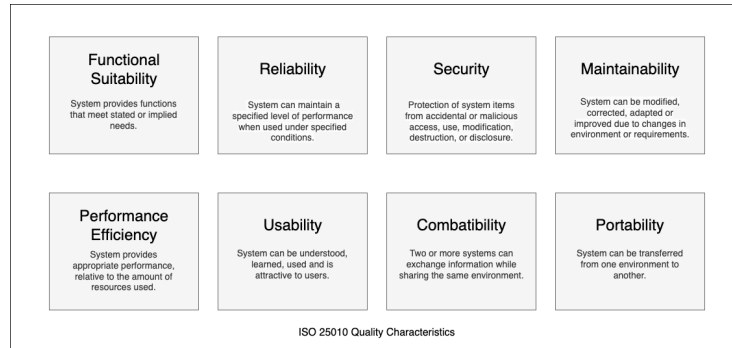 Functional
Suitability
System provides functions
that meet stated or implied
needs.
Reliability
System can maintain a
specified level of performance
when used under specified
conditions.
Security
Protection of system items
from accidental or malicious
access, use, modification,
destruction, or disclosure.
Maintainability
System can be modified,
corrected, adapted or
improved due to changes in
environment or requirements.
Performance
Efficiency
System provides
appropriate performance,
relative to the amount of
resources used.
Usability
System can be understood,
learned, used and is
attractive to users.
Combatibility
Two or more systems can
exchange information while
sharing the same environment.
Portability
System can be transferred
from one environment to
another.
ISO 25010 Quality Characteristics